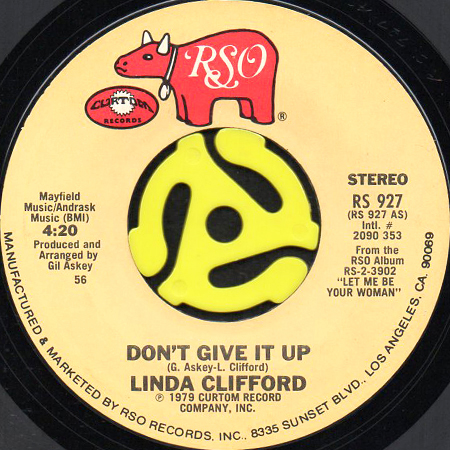 RSO
®
CURTOM
RECORDS
Mayfield
Music/Andrask
Music (BMI)
4:20
Produced and
Arranged by
Gil Askey
56
STEREO
RS 927
(RS 927 AS)
Intl. #
2090 353
From the
RSO Album
RS-2-3902
"LET ME BE
YOUR WOMAN"
DON'T GIVE IT UP
(G. Askey-L. Clifford)
LINDA CLIFFORD
℗ 1979 CURTOM RECORD
COMPANY, INC.
MANUFACTURED & MARKETED BY RSO RECORDS, INC., 8335 SUNSET BLVD., LOS ANGELES, CA. 90069